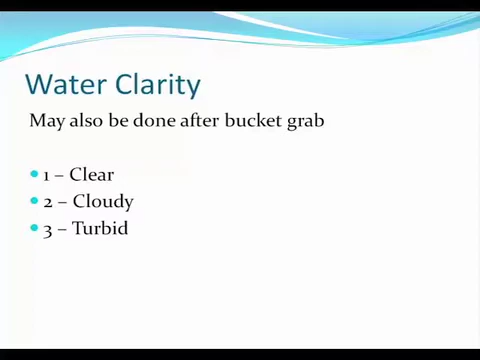 Water Clarity
May also be done after bucket grab
1 – Clear
2 – Cloudy
3 – Turbid